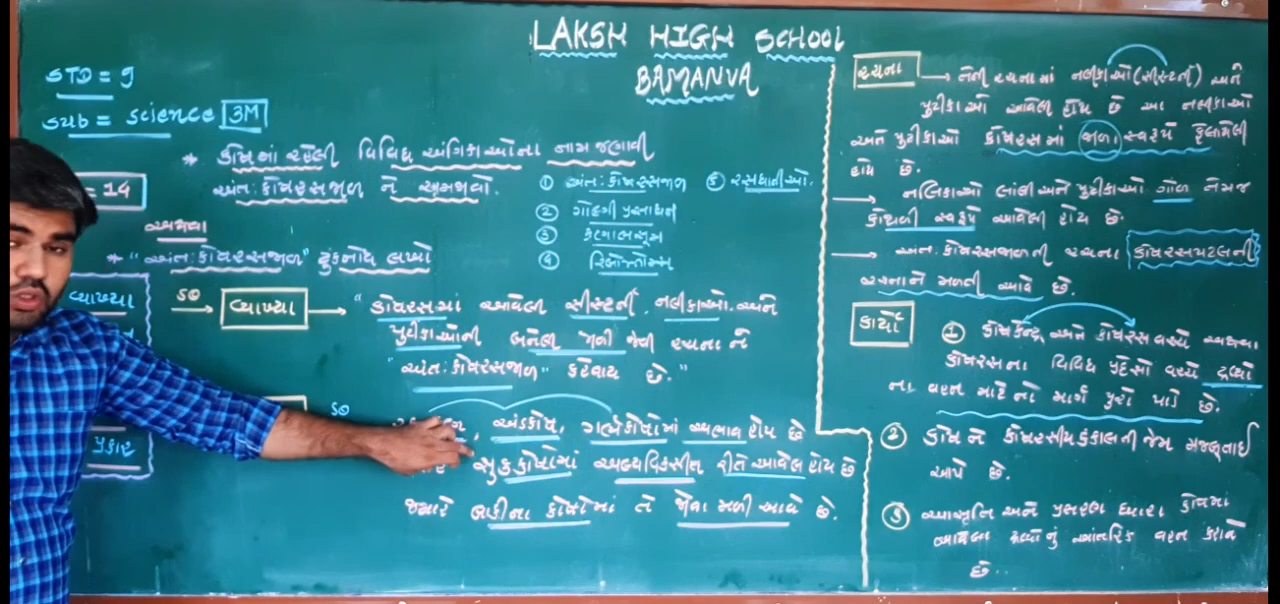 LAKSH HIGH SCHOOL
BAMANVA
STD = 9
sub = science 3M
* કોષમાં રહેલી વિવિધ અંગિકાઓના નામ જણાવી
અંત: કોષરસજાળ ને સમજાવો.
= 14
① અંત: કોષરસજાળ ⑤ રસધાનીઓ.
② ગોલ્ગી પ્રસાધન
③ કણાભસૂત્ર
④ રિબોઝોમ્સ
અથવા
* "અંત: કોષરસજાળ" ટુંકનોંધ લખો
વ્યાખ્યા
પ્રકાર
so → વ્યાખ્યા → "કોષરસમાં આવેલી સીસ્ટર્ની, નલીકાઓ અને
પુટીકાઓની બનેલી જાળી જેવી રચના ને
"અંત: કોષરસજાળ" કહેવાય છે."
so
, અંડકોષ, ગર્ભકોષોમાં અભાવ હોય છે
શુક્રકોષોમાં અલ્પવિકસીત રીતે આવેલ હોય છે
જ્યારે બાકીના કોષોમાં તે જોવા મળી આવે છે.
રચના → તેની રચનામાં નલીકાઓ (સીસ્ટર્ની) અને
પુટીકાઓ આવેલી હોય છે આ નલીકાઓ
અને પુટીકાઓ કોષરસમાં જાળા સ્વરૂપે ફેલાયેલી
હોય છે.
→ નલિકાઓ લાંબી અને પુટીકાઓ ગોળ તેમજ
કોથળી સ્વરૂપે આવેલી હોય છે.
→ અંત: કોષરસજાળની રચના કોષરસપટલની
રચનાને મળતી આવે છે.
કાર્યો
① કોષકેન્દ્ર અને કોષરસ વચ્ચે અથવા
કોષરસના વિવિધ પ્રદેસો વચ્ચે દ્રવ્યો
ના વહન માટે નો માર્ગ પુરો પાડે છે.
② કોષ ને કોષરસીય કંકાલ ની જેમ મજબૂતાઈ
આપે છે.
③ આસૃતિ અને પ્રસરણ દ્વારા કોષમાં
આવેલા દ્રવ્યોનું આંતરિક વહન કરાવે
છે..